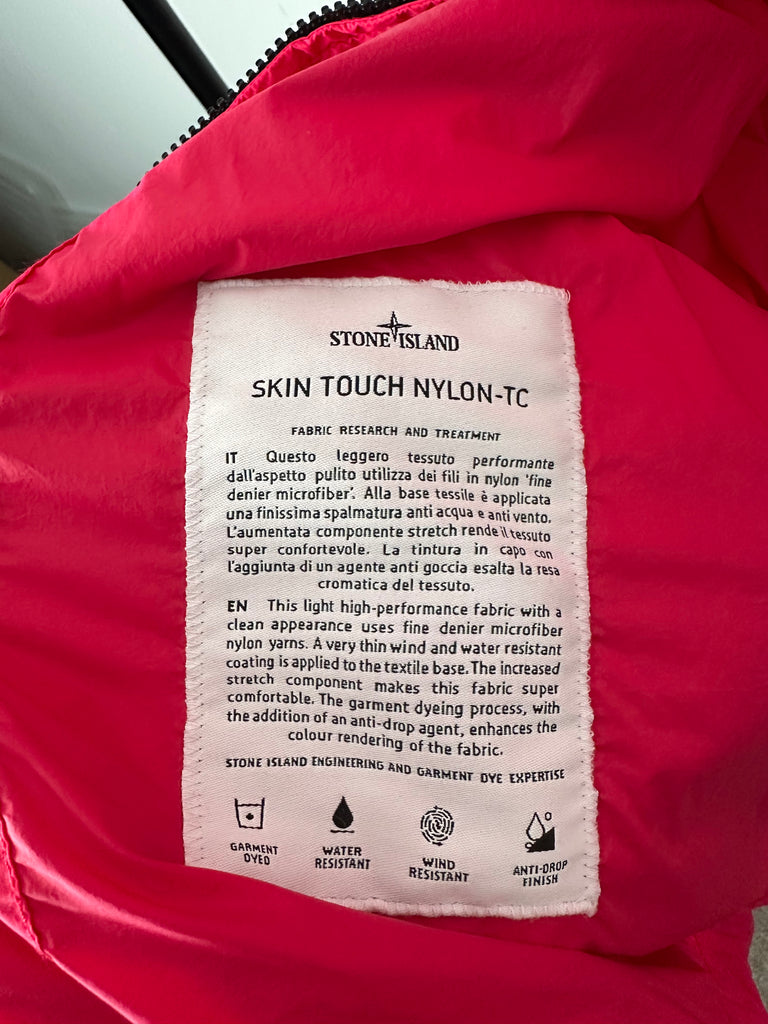 STONE ISLAND
SKIN TOUCH NYLON-TC
FABRIC RESEARCH AND TREATMENT
IT Questo leggero tessuto performante
dall'aspetto pulito utilizza dei fili in nylon 'fine
denier microfiber'. Alla base tessile è applicata
una finissima spalmatura anti acqua e anti vento.
L'aumentata componente stretch rende il tessuto
super confortevole. La tintura in capo con
l'aggiunta di un agente anti goccia esalta la resa
cromatica del tessuto.
EN This light high-performance fabric with a
clean appearance uses fine denier microfiber
nylon yarns. A very thin wind and water resistant
coating is applied to the textile base. The increased
stretch component makes this fabric super
comfortable. The garment dyeing process, with
the addition of an anti-drop agent, enhances the
colour rendering of the fabric.
STONE ISLAND ENGINEERING AND GARMENT DYE EXPERTISE
GARMENT
DYED
WATER
RESISTANT
WIND
RESISTANT
ANTI-DROP
FINISH